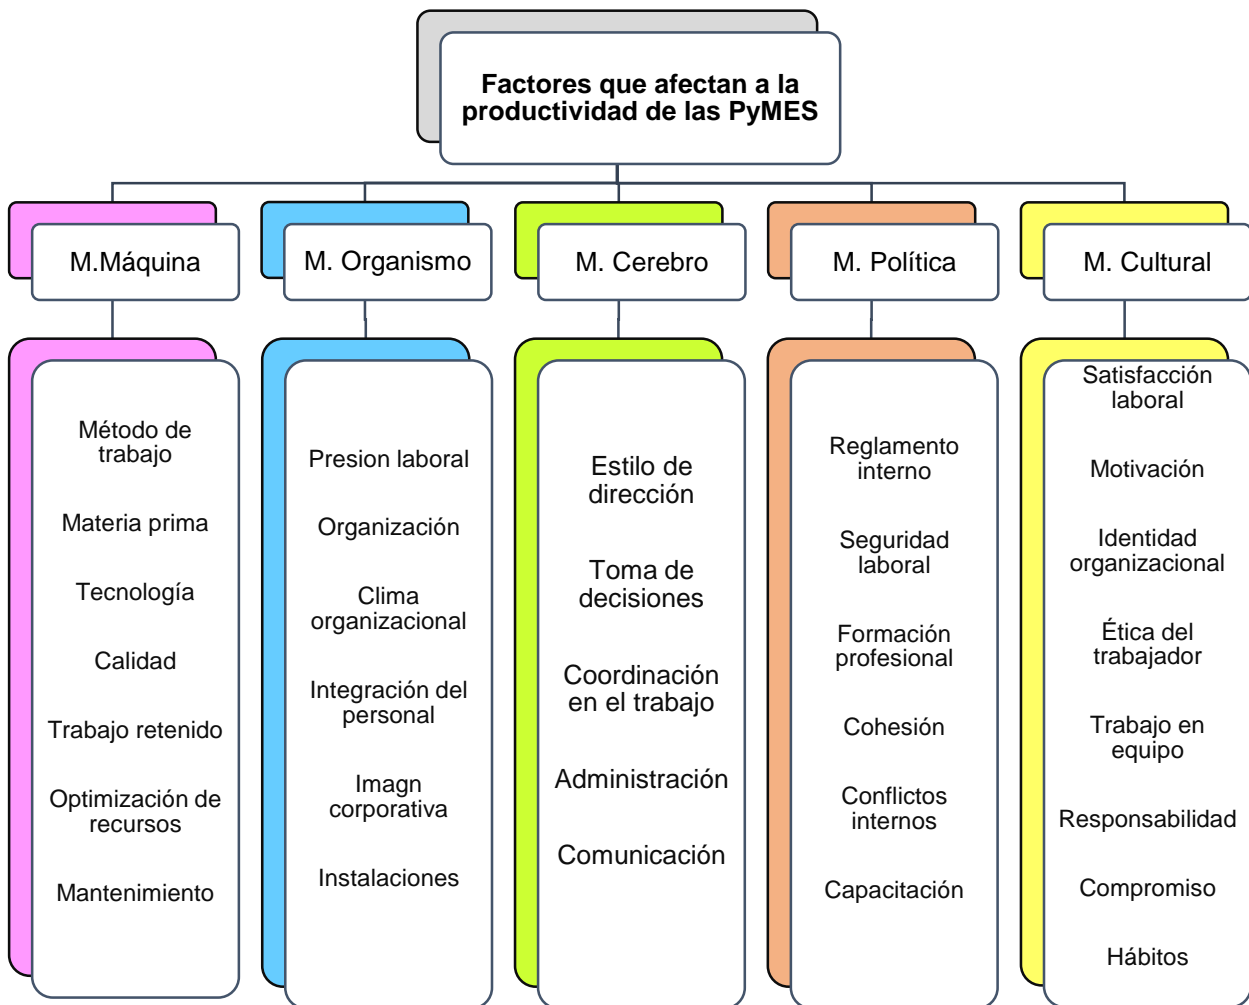 Factores que afectan a la
productividad de las PyMES
M.Máquina
M. Organismo
M. Cerebro
M. Política
M. Cultural
Método de
trabajo
Materia prima
Tecnología
Calidad
Trabajo retenido
Optimización de
recursos
Mantenimiento
Presion laboral
Organización
Clima
organizacional
Integración del
personal
Imagn
corporativa
Instalaciones
Estilo de
dirección
Toma de
decisiones
Coordinación
en el trabajo
Administración
Comunicación
Reglamento
interno
Seguridad
laboral
Formación
profesional
Cohesión
Conflictos
internos
Capacitación
Satisfacción
laboral
Motivación
Identidad
organizacional
Ética del
trabajador
Trabajo en
equipo
Responsabilidad
Compromiso
Hábitos